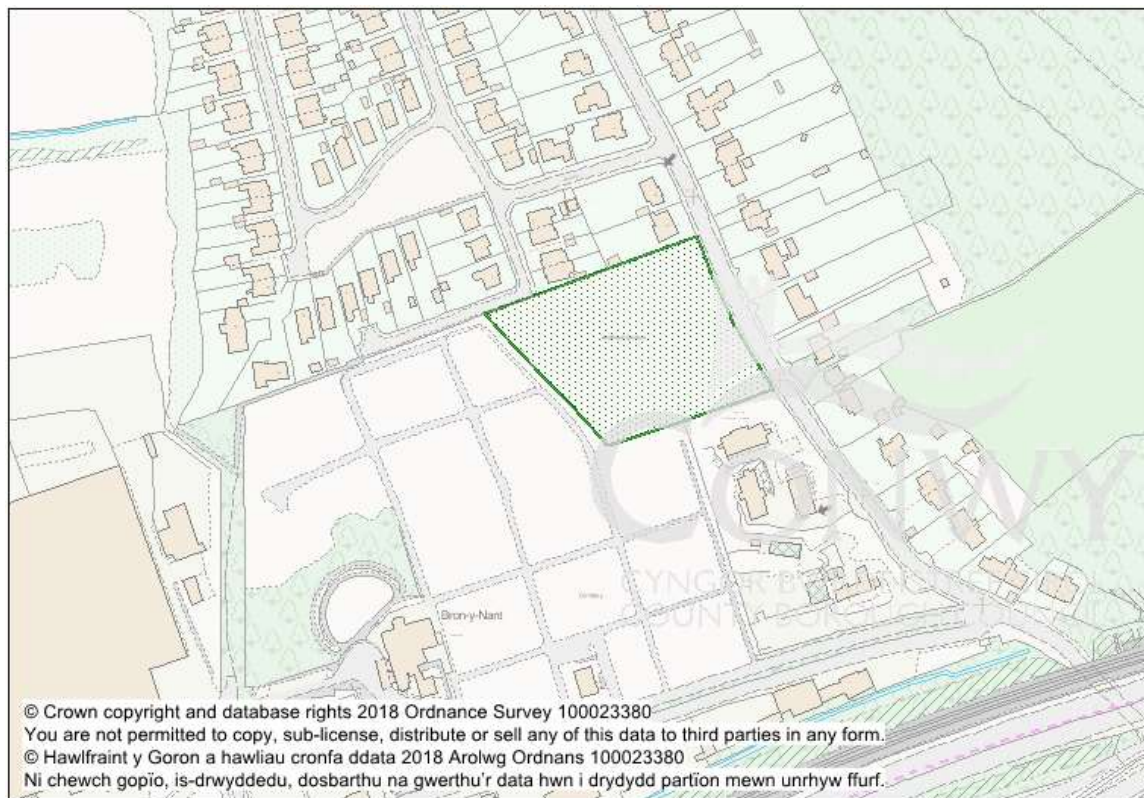 CONWY
Bron-y-Nant
© Crown copyright and database rights 2018 Ordnance Survey 100023380
You are not permitted to copy, sub-license, distribute or sell any of this data to third parties in any form.
© Hawlfraint y Goron a hawliau cronfa ddata 2018 Arolwg Ordnans 100023380
Ni chewch gopïo, is-drwyddedu, dosbarthu na gwerthu'r data hwn i drydydd partïon mewn unrhyw ffurf.